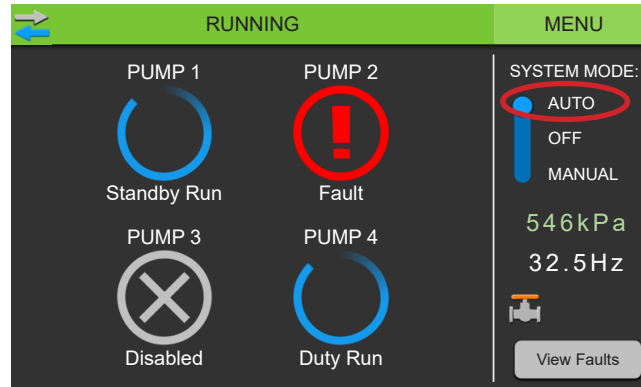 RUNNING
MENU
PUMP 1
PUMP 2
Standby Run
Fault
PUMP 3
PUMP 4
Disabled
Duty Run
SYSTEM MODE:
AUTO
OFF
MANUAL
546kPa
32.5Hz
View Faults